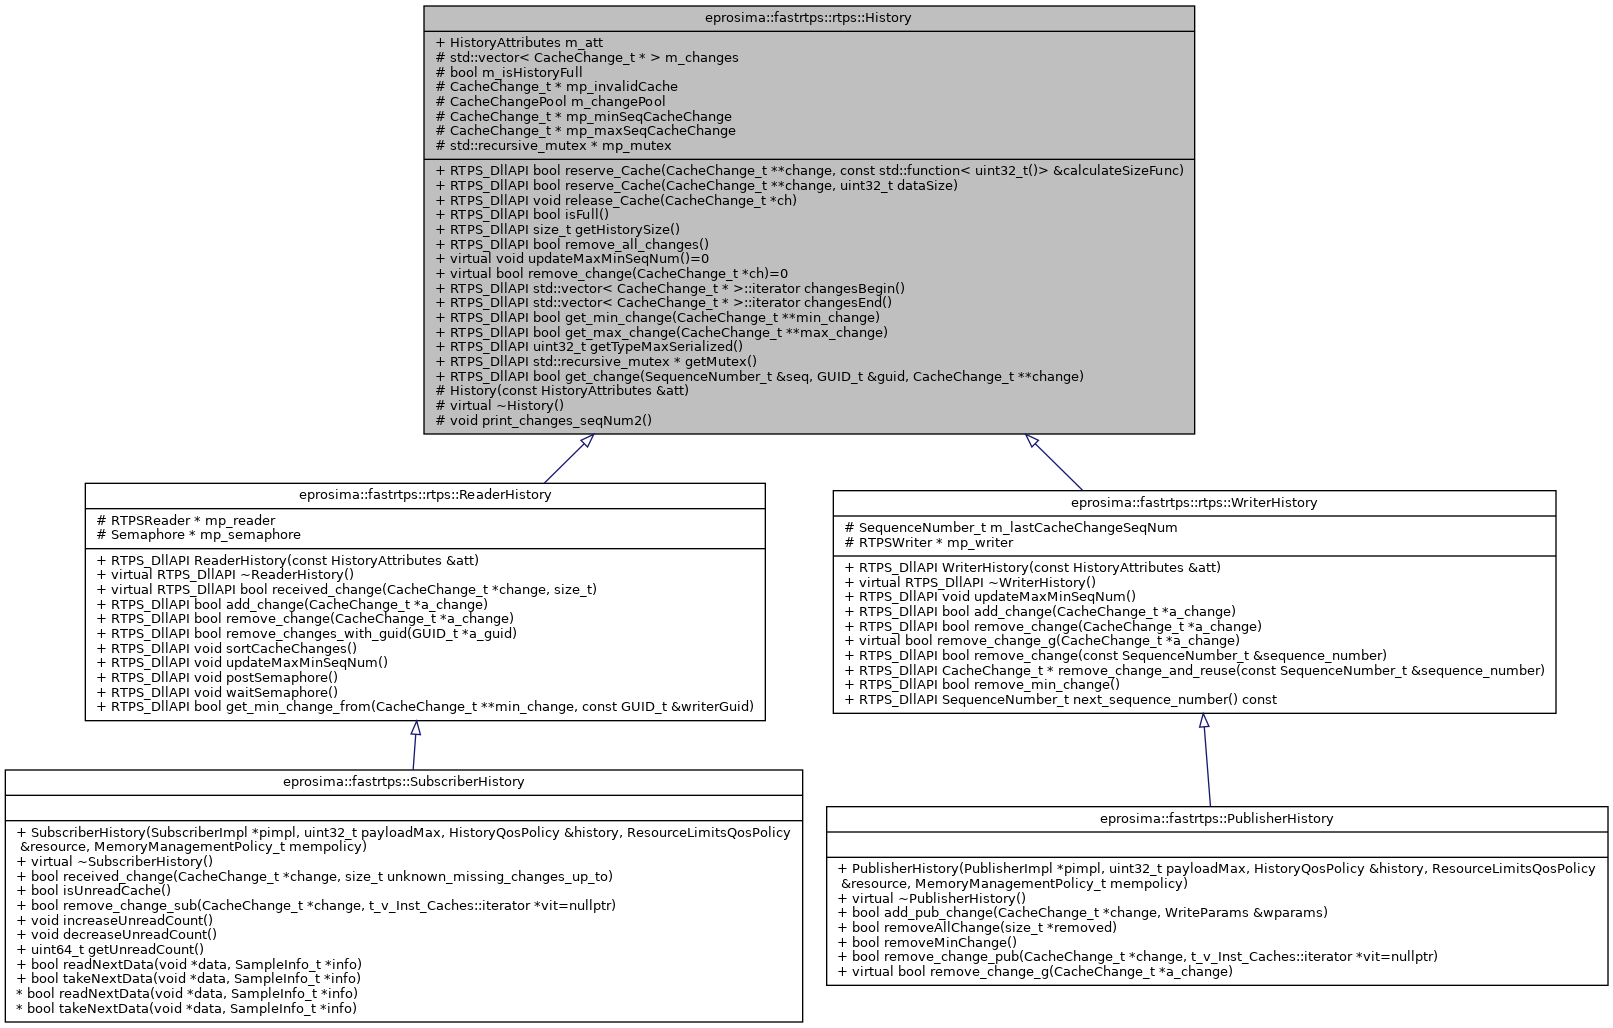 eprosima::fastrtps::rtps::History
+ HistoryAttributes m_att
# std::vector< CacheChange_t * > m_changes
# bool m_isHistoryFull
# CacheChange_t * mp_invalidCache
# CacheChangePool m_changePool
# CacheChange_t * mp_minSeqCacheChange
# CacheChange_t * mp_maxSeqCacheChange
# std::recursive_mutex * mp_mutex
+ RTPS_DllAPI bool reserve_Cache(CacheChange_t **change, const std::function< uint32_t()> &calculateSizeFunc)
+ RTPS_DllAPI bool reserve_Cache(CacheChange_t **change, uint32_t dataSize)
+ RTPS_DllAPI void release_Cache(CacheChange_t *ch)
+ RTPS_DllAPI bool isFull()
+ RTPS_DllAPI size_t getHistorySize()
+ RTPS_DllAPI bool remove_all_changes()
+ virtual void updateMaxMinSeqNum()=0
+ virtual bool remove_change(CacheChange_t *ch)=0
+ RTPS_DllAPI std::vector< CacheChange_t * >::iterator changesBegin()
+ RTPS_DllAPI std::vector< CacheChange_t * >::iterator changesEnd()
+ RTPS_DllAPI bool get_min_change(CacheChange_t **min_change)
+ RTPS_DllAPI bool get_max_change(CacheChange_t **max_change)
+ RTPS_DllAPI uint32_t getTypeMaxSerialized()
+ RTPS_DllAPI std::recursive_mutex * getMutex()
+ RTPS_DllAPI bool get_change(SequenceNumber_t &seq, GUID_t &guid, CacheChange_t **change)
# History(const HistoryAttributes &att)
# virtual ~History()
# void print_changes_seqNum2()
eprosima::fastrtps::rtps::ReaderHistory
# RTPSReader * mp_reader
# Semaphore * mp_semaphore
+ RTPS_DllAPI ReaderHistory(const HistoryAttributes &att)
+ virtual RTPS_DllAPI ~ReaderHistory()
+ virtual RTPS_DllAPI bool received_change(CacheChange_t *change, size_t)
+ RTPS_DllAPI bool add_change(CacheChange_t *a_change)
+ RTPS_DllAPI bool remove_change(CacheChange_t *a_change)
+ RTPS_DllAPI bool remove_changes_with_guid(GUID_t *a_guid)
+ RTPS_DllAPI void sortCacheChanges()
+ RTPS_DllAPI void updateMaxMinSeqNum()
+ RTPS_DllAPI void postSemaphore()
+ RTPS_DllAPI void waitSemaphore()
+ RTPS_DllAPI bool get_min_change_from(CacheChange_t **min_change, const GUID_t &writerGuid)
eprosima::fastrtps::rtps::WriterHistory
# SequenceNumber_t m_lastCacheChangeSeqNum
# RTPSWriter * mp_writer
+ RTPS_DllAPI WriterHistory(const HistoryAttributes &att)
+ virtual RTPS_DllAPI ~WriterHistory()
+ RTPS_DllAPI void updateMaxMinSeqNum()
+ RTPS_DllAPI bool add_change(CacheChange_t *a_change)
+ RTPS_DllAPI bool remove_change(CacheChange_t *a_change)
+ virtual bool remove_change_g(CacheChange_t *a_change)
+ RTPS_DllAPI bool remove_change(const SequenceNumber_t &sequence_number)
+ RTPS_DllAPI CacheChange_t * remove_change_and_reuse(const SequenceNumber_t &sequence_number)
+ RTPS_DllAPI bool remove_min_change()
+ RTPS_DllAPI SequenceNumber_t next_sequence_number() const
eprosima::fastrtps::SubscriberHistory
+ SubscriberHistory(SubscriberImpl *pimpl, uint32_t payloadMax, HistoryQosPolicy &history, ResourceLimitsQosPolicy
&resource, MemoryManagementPolicy_t mempolicy)
+ virtual ~SubscriberHistory()
+ bool received_change(CacheChange_t *change, size_t unknown_missing_changes_up_to)
+ bool isUnreadCache()
+ bool remove_change_sub(CacheChange_t *change, t_v_Inst_Caches::iterator *vit=nullptr)
+ void increaseUnreadCount()
+ void decreaseUnreadCount()
+ uint64_t getUnreadCount()
+ bool readNextData(void *data, SampleInfo_t *info)
+ bool takeNextData(void *data, SampleInfo_t *info)
* bool readNextData(void *data, SampleInfo_t *info)
* bool takeNextData(void *data, SampleInfo_t *info)
eprosima::fastrtps::PublisherHistory
+ PublisherHistory(PublisherImpl *pimpl, uint32_t payloadMax, HistoryQosPolicy &history, ResourceLimitsQosPolicy
&resource, MemoryManagementPolicy_t mempolicy)
+ virtual ~PublisherHistory()
+ bool add_pub_change(CacheChange_t *change, WriteParams &wparams)
+ bool removeAllChange(size_t *removed)
+ bool removeMinChange()
+ bool remove_change_pub(CacheChange_t *change, t_v_Inst_Caches::iterator *vit=nullptr)
+ virtual bool remove_change_g(CacheChange_t *a_change)